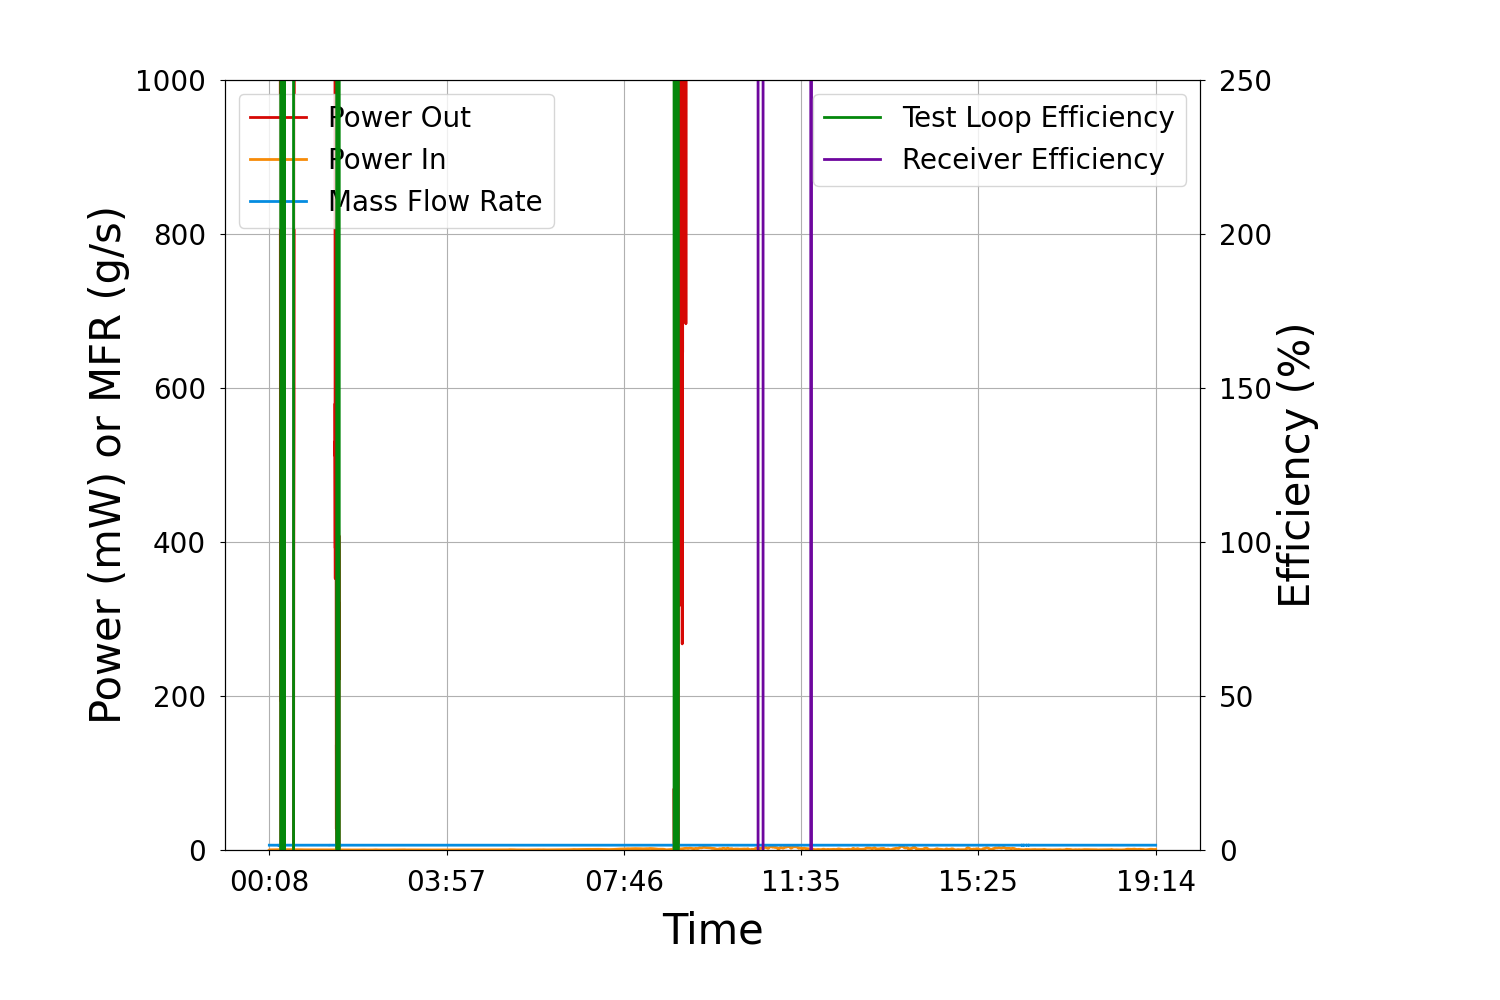 1000
800
600
400
200
0
Power (mW) or MFR (g/s)
Power Out
Power In
Mass Flow Rate
Test Loop Efficiency
Receiver Efficiency
250
200
150
100
50
0
Efficiency (%)
00:08 03:57 07:46 11:35 15:25 19:14
Time